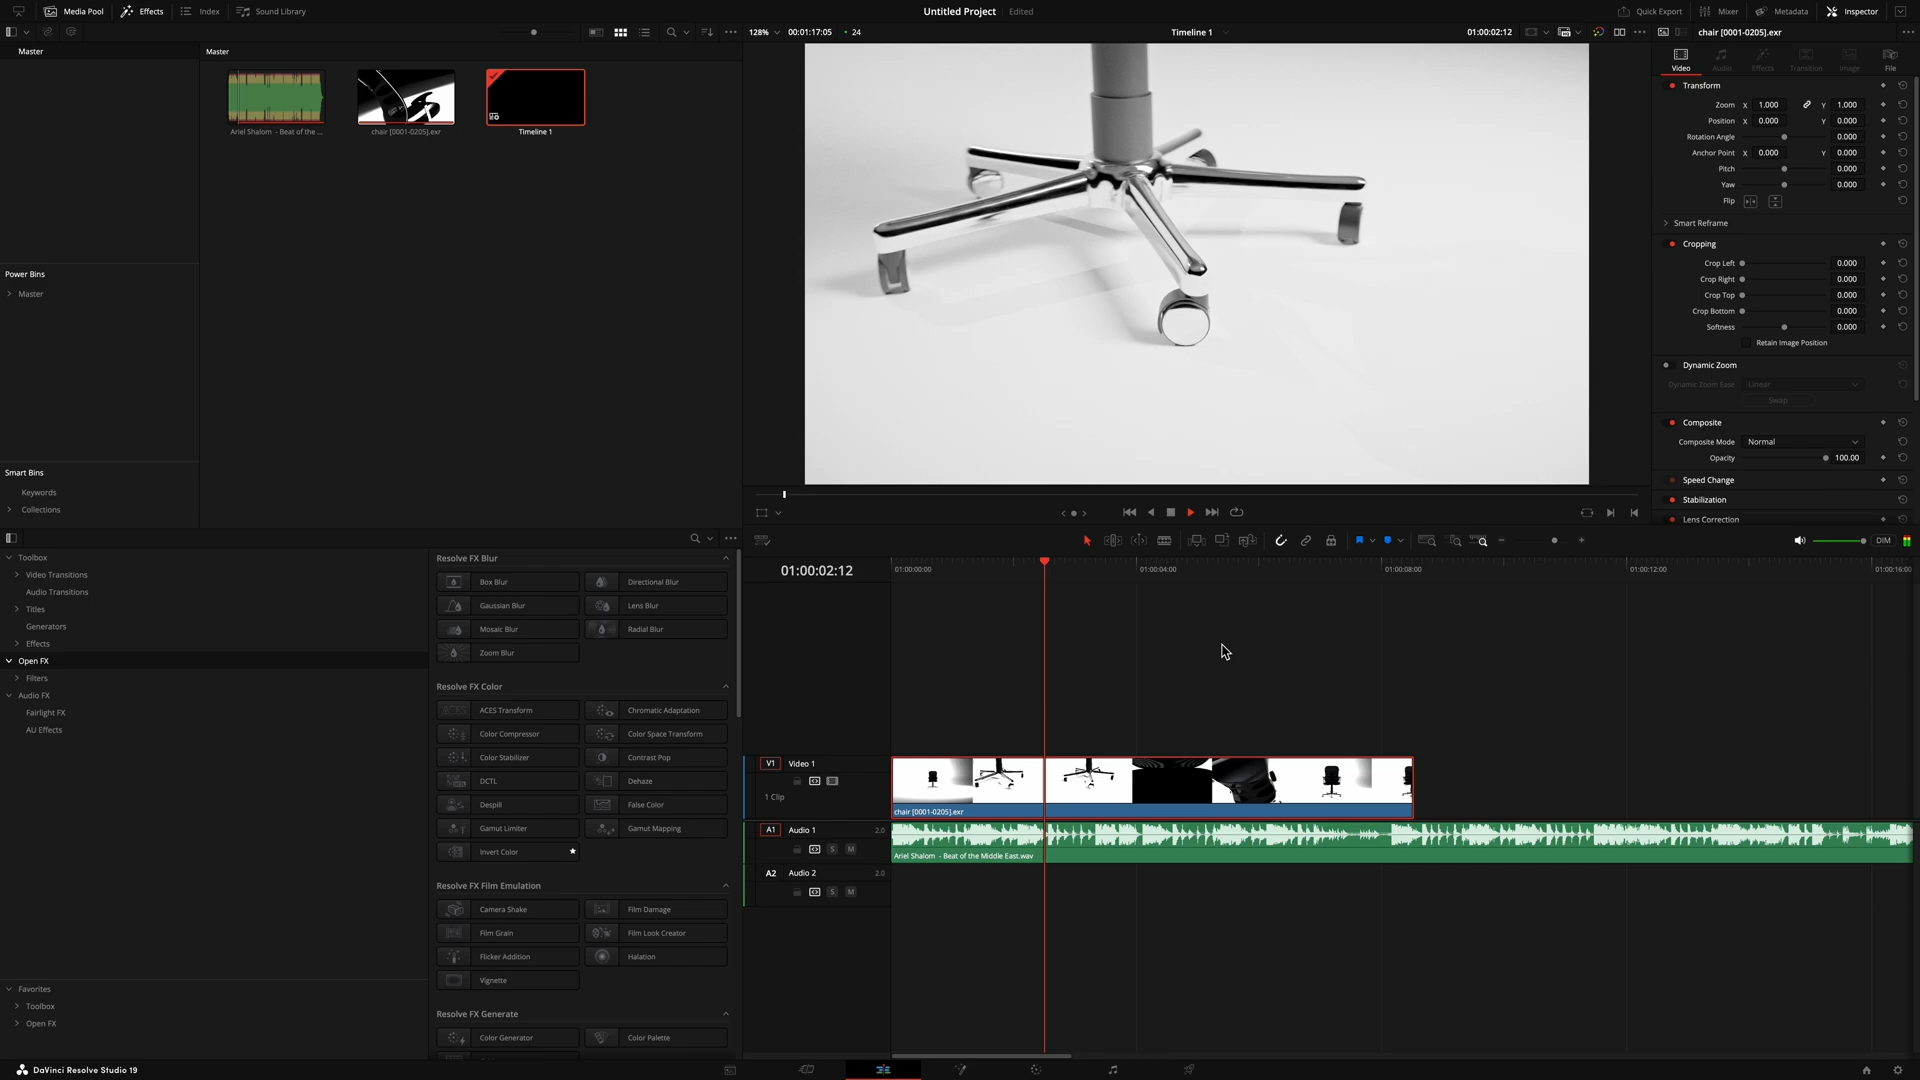 Media Pool
Effects
Index
Sound Library
Untitled Project
Edited
Quick Export
Mixer
Metadata
Inspector
128%
00:01:17:05
24
Timeline 1
01:00:02:12
chair [0001-0205].exr
Master
Master
Ariel Shalom - Beat of the ...
chair [0001-0205].exr
Timeline 1
Power Bins
Master
Smart Bins
Keywords
Collections
Video
Audio
Effects
Transition
Image
File
Transform
Zoom X 1.000 Y 1.000
Position X 0.000 Y 0.000
Rotation Angle 0.000
Anchor Point X 0.000 Y 0.000
Pitch 0.000
Yaw 0.000
Flip
Smart Reframe
Cropping
Crop Left 0.000
Crop Right 0.000
Crop Top 0.000
Crop Bottom 0.000
Softness 0.000
Retain Image Position
Dynamic Zoom
Dynamic Zoom Ease Linear
Swap
Composite
Composite Mode Normal
Opacity 100.00
Speed Change
Stabilization
Lens Correction
Toolbox
Video Transitions
Audio Transitions
Titles
Generators
Effects
Open FX
Filters
Audio FX
Fairlight FX
AU Effects
Favorites
Toolbox
Open FX
Resolve FX Blur
Box Blur
Directional Blur
Gaussian Blur
Lens Blur
Mosaic Blur
Radial Blur
Zoom Blur
Resolve FX Color
ACES Transform
Chromatic Adaptation
Color Compressor
Color Space Transform
Color Stabilizer
Contrast Pop
DCTL
Dehaze
Despill
False Color
Gamut Limiter
Gamut Mapping
Invert Color
Resolve FX Film Emulation
Camera Shake
Film Damage
Film Grain
Film Look Creator
Flicker Addition
Halation
Vignette
Resolve FX Generate
Color Generator
Color Palette
DIM
01:00:02:12
01:00:00:00
01:00:04:00
01:00:08:00
01:00:12:00
01:00:16:00
V1 Video 1
1 Clip
chair [0001-0205].exr
A1 Audio 1 2.0
S M
Ariel Shalom - Beat of the Middle East.wav
A2 Audio 2 2.0
S M
DaVinci Resolve Studio 19